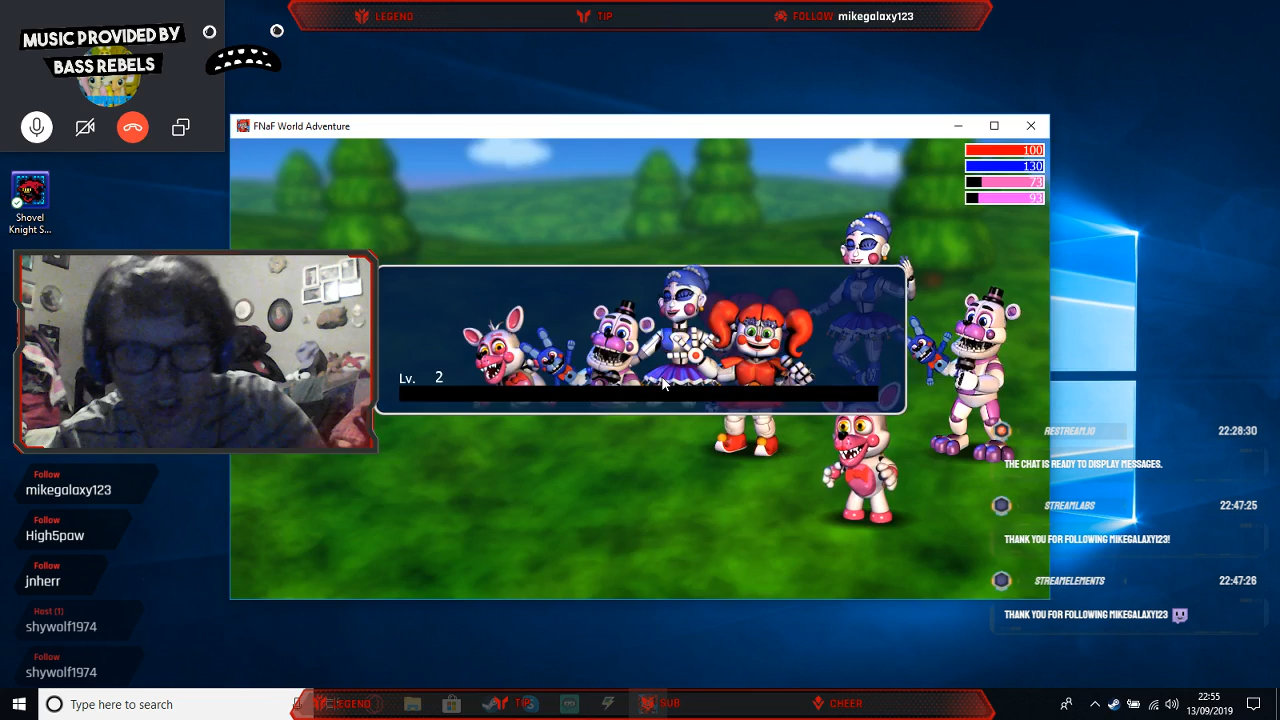 LEGEND
TIP
FOLLOW mikegalaxy123
MUSIC PROVIDED BY
BASS REBELS
FNaF World Adventure
100
130
73
93
Shovel
Knight S...
Lv. 2
RESTREAM.IO 22:28:30
THE CHAT IS READY TO DISPLAY MESSAGES.
Follow
mikegalaxy123
STREAMLABS 22:47:25
Follow
High5paw
THANK YOU FOR FOLLOWING MIKEGALAXY123!
Follow
jnherr
STREAMELEMENTS 22:47:26
Host (1)
shywolf1974
THANK YOU FOR FOLLOWING MIKEGALAXY123
Follow
shywolf1974
Type here to search
LEGEND
TIP
SUB
CHEER
22:55
13/09/2019